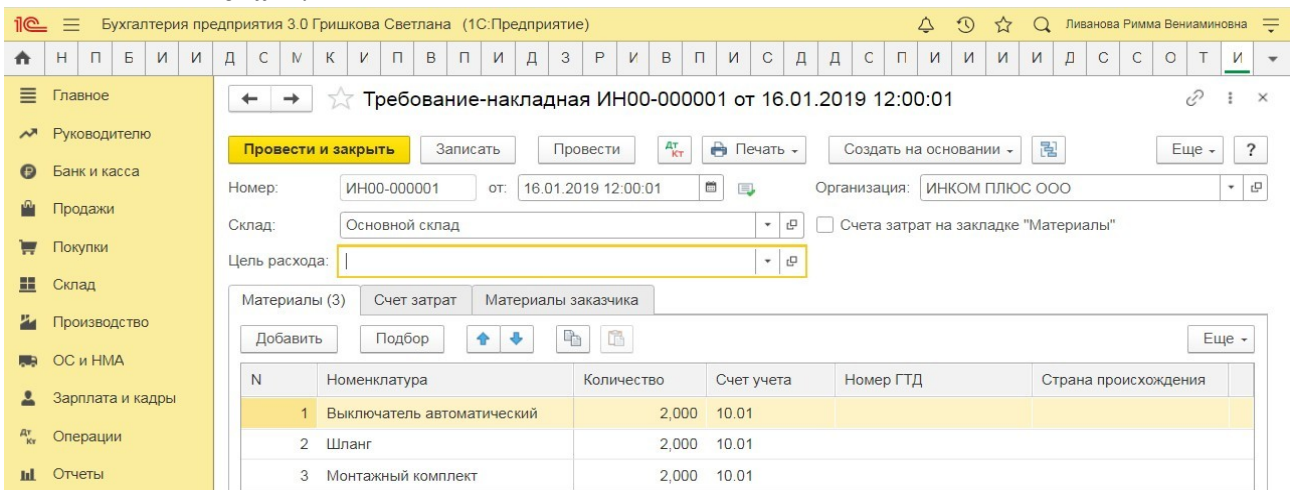 1С Бухгалтерия предприятия 3.0 Гришкова Светлана (1С:Предприятие) Ливанова Римма Вениаминовна
Н П Б И И Д С М К И П В П И Д З Р И В П И С Д Д С П И И И И Д С С О Т И
Главное
Руководителю
Банк и касса
Продажи
Покупки
Склад
Производство
ОС и НМА
Зарплата и кадры
Операции
Отчеты
Требование-накладная ИН00-000001 от 16.01.2019 12:00:01
Провести и закрыть Записать Провести Дт Кт Печать Создать на основании Еще ?
Номер: ИН00-000001 от: 16.01.2019 12:00:01 Организация: ИНКОМ ПЛЮС ООО
Склад: Основной склад Счета затрат на закладке "Материалы"
Цель расхода:
Материалы (3) Счет затрат Материалы заказчика
Добавить Подбор Еще
N Номенклатура Количество Счет учета Номер ГТД Страна происхождения
1 Выключатель автоматический 2,000 10.01
2 Шланг 2,000 10.01
3 Монтажный комплект 2,000 10.01